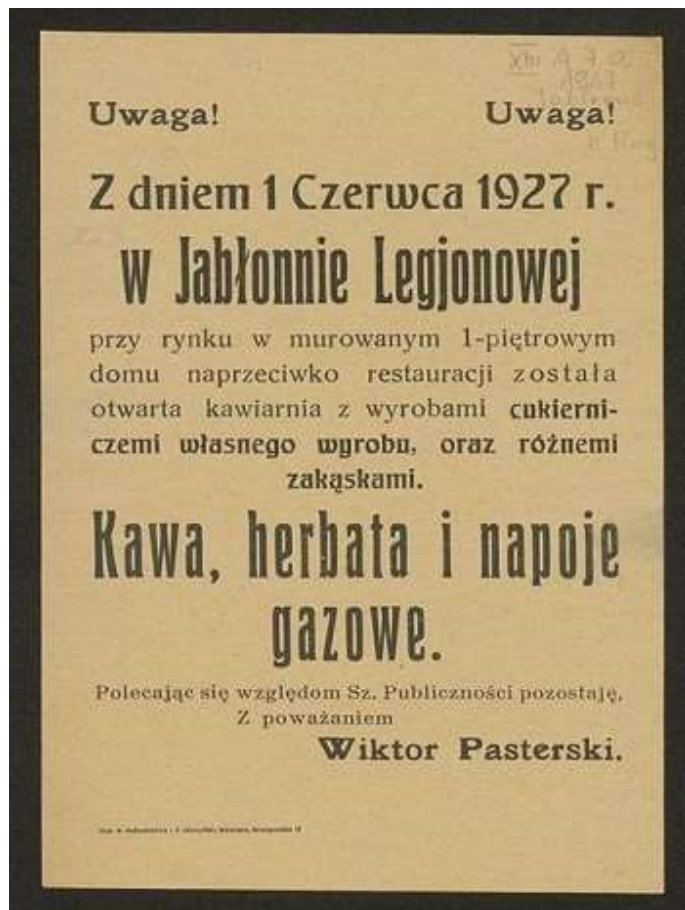 Uwaga! Uwaga!
Z dniem 1 Czerwca 1927 r.
w Jabłonnie Legjonowej
przy rynku w murowanym 1-piętrowym
domu naprzeciwko restauracji została
otwarta kawiarnia z wyrobami cukierni-
czemi własnego wyrobu, oraz różnemi
zakąskami.
Kawa, herbata i napoje
gazowe.
Polecając się względom Sz. Publiczności pozostaję,
Z poważaniem
Wiktor Pasterski.